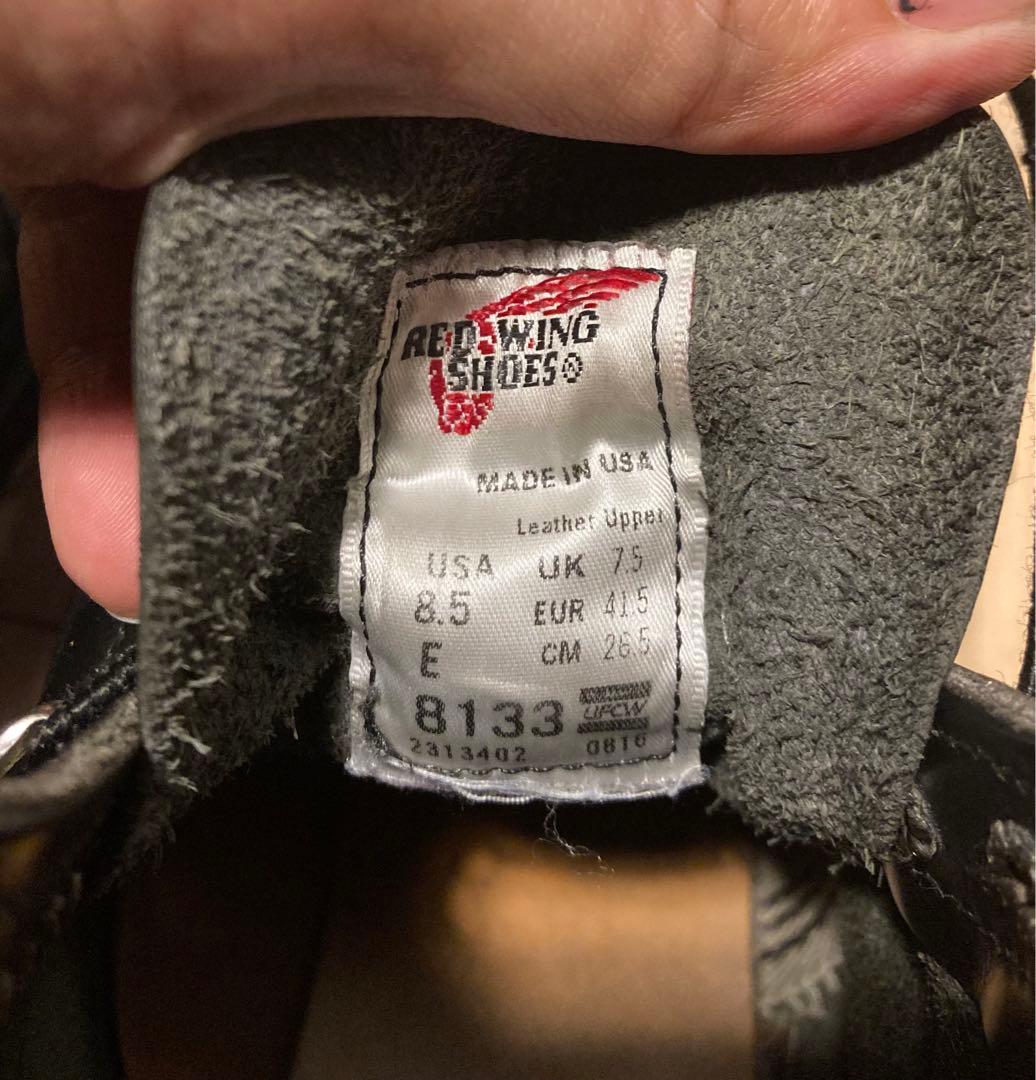 RED WING
SHOES®
MADE IN USA
Leather Upper
USA UK 7.5
8.5 EUR 41.5
E CM 26.5
8133 UFCW
2313402 0816